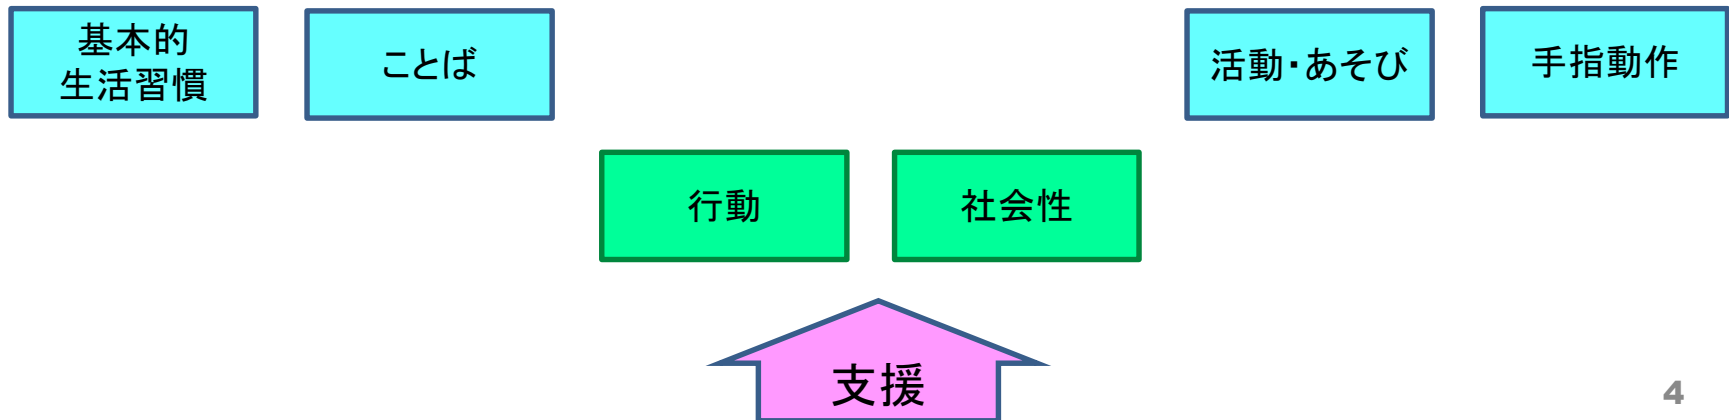 基本的
生活習慣
ことば
活動・あそび
手指動作
行動
社会性
支援
4